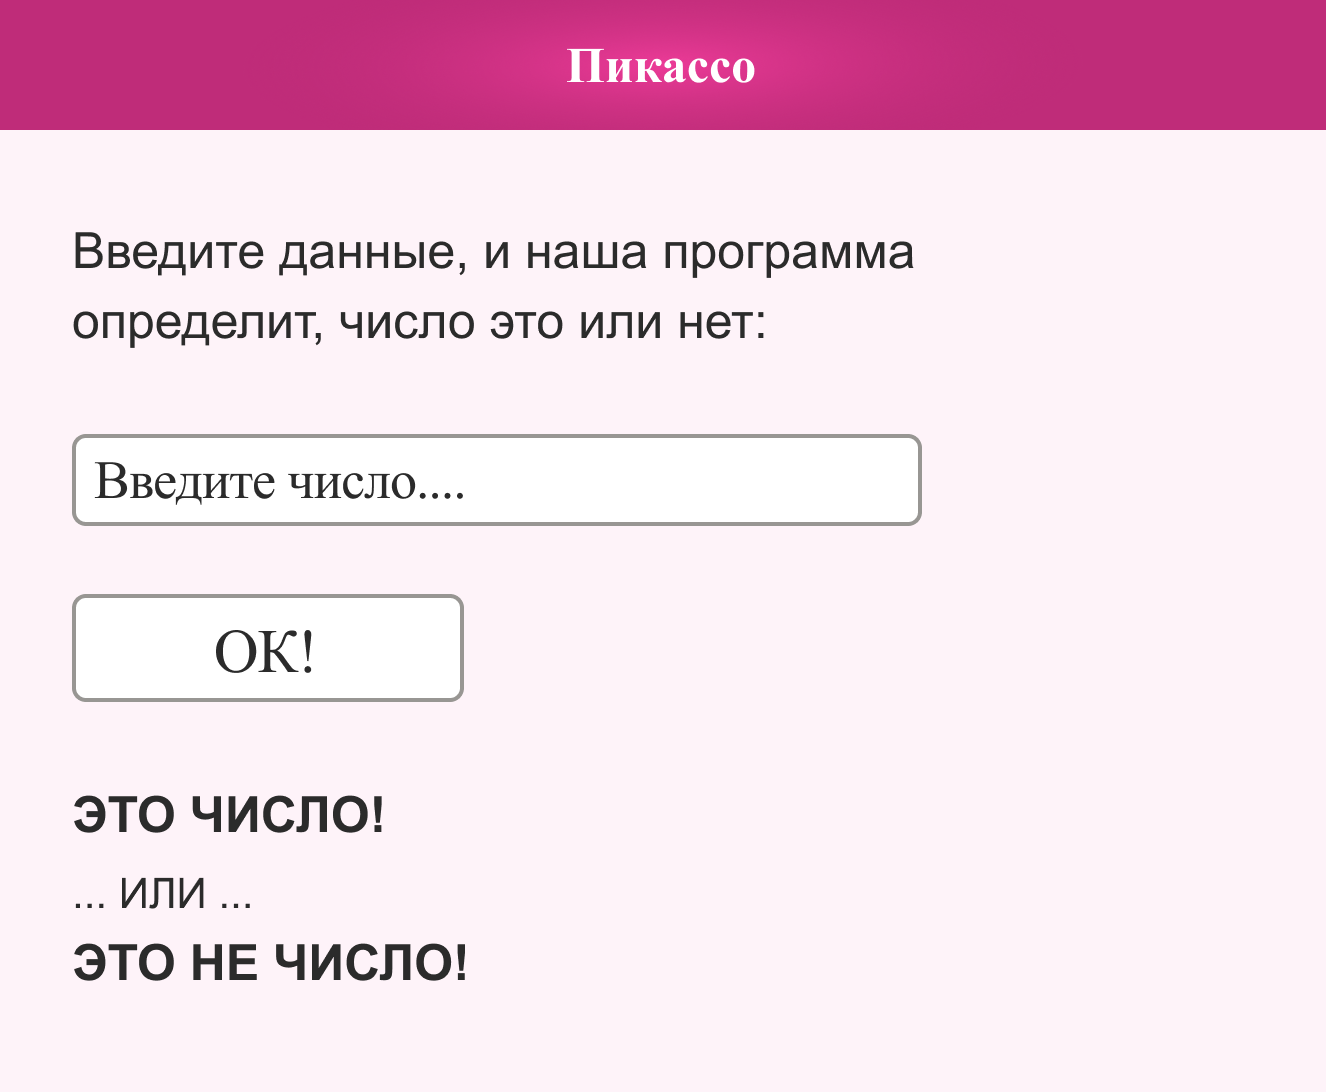 Пикассо
Введите данные, и наша программа
определит, число это или нет:
Введите число....
ОК!
ЭТО ЧИСЛО!
... ИЛИ ...
ЭТО НЕ ЧИСЛО!